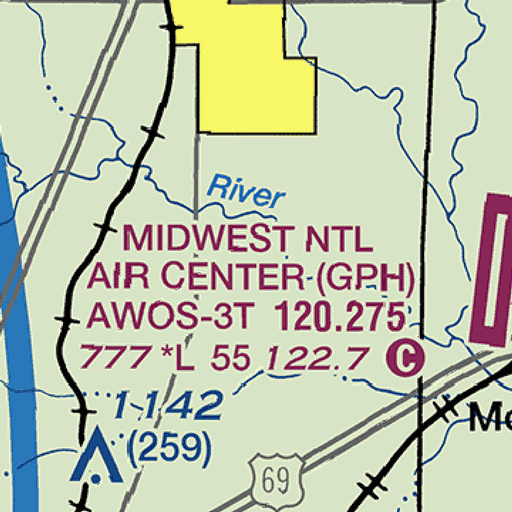 River
MIDWEST NTL
AIR CENTER (GPH)
AWOS-3T 120.275
777 *L 55 122.7 C
1142
(259)
69